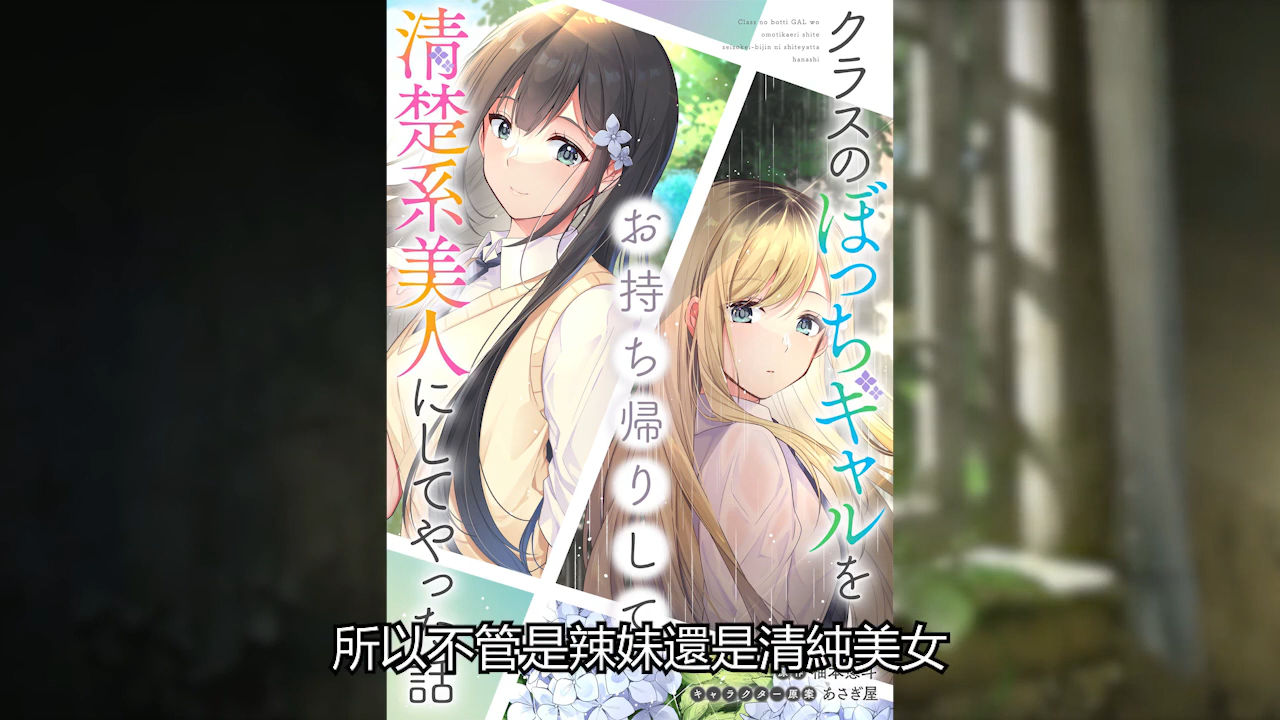 Class no botti GAL wo
omotikaeri shite
seisokei-bijin ni shiteyatta
hanashi
クラスのぼっちギャルを
お持ち帰りして
清楚系美人にしてやった話
所以不管是辣妹還是清純美女
キャラクター原案 あさぎ屋